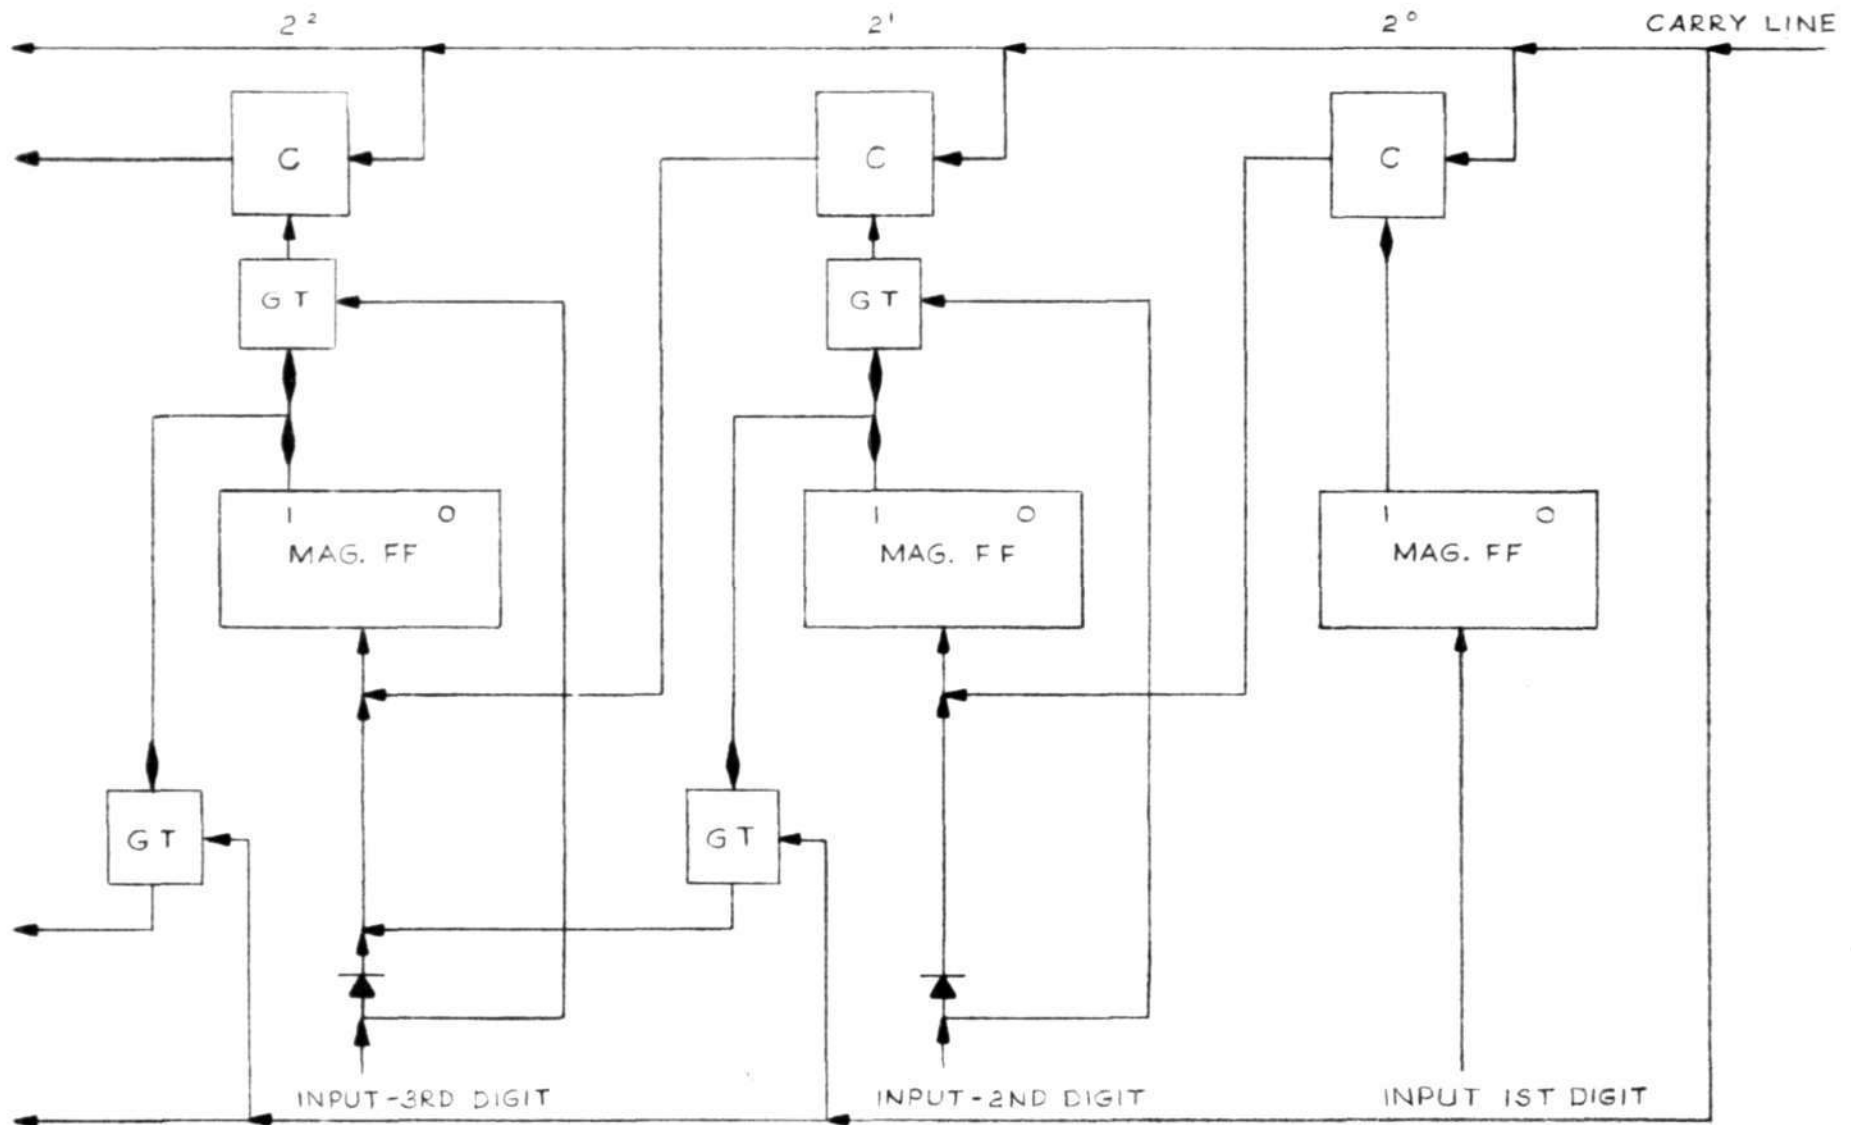 2² 2¹ 2⁰ CARRY LINE
C C C
GT GT
1 0 1 0 1 0
MAG. FF MAG. FF MAG. FF
GT GT
INPUT-3RD DIGIT INPUT-2ND DIGIT INPUT 1ST DIGIT